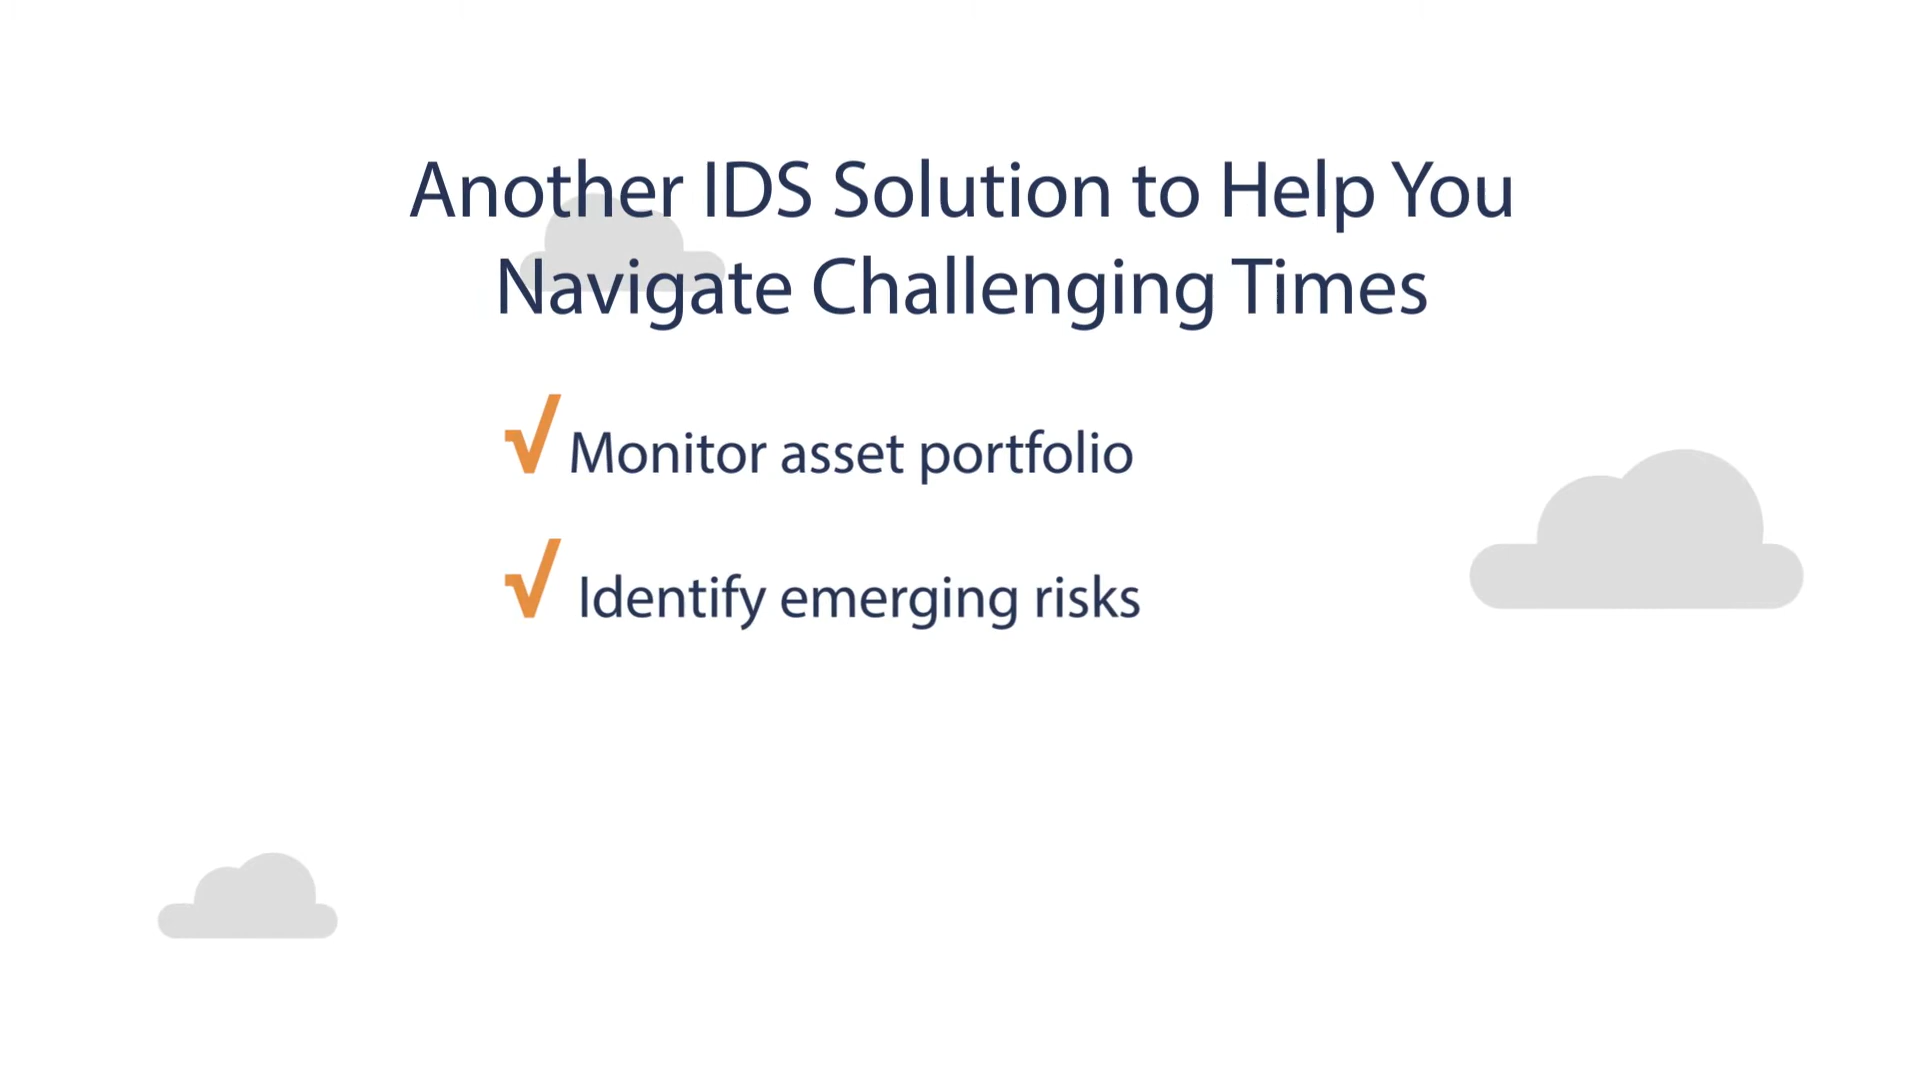 Another IDS Solution to Help You
Navigate Challenging Times
√ Monitor asset portfolio
√ Identify emerging risks